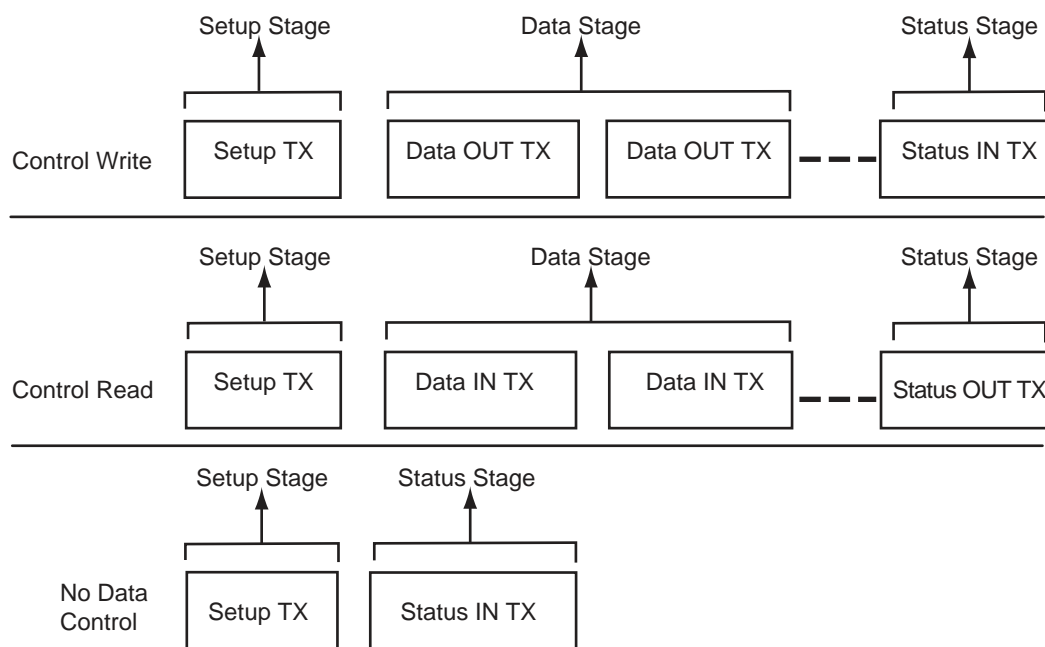 Setup Stage Data Stage Status Stage
Control Write Setup TX Data OUT TX Data OUT TX Status IN TX
Setup Stage Data Stage Status Stage
Control Read Setup TX Data IN TX Data IN TX Status OUT TX
Setup Stage Status Stage
No Data
Control
Setup TX Status IN TX